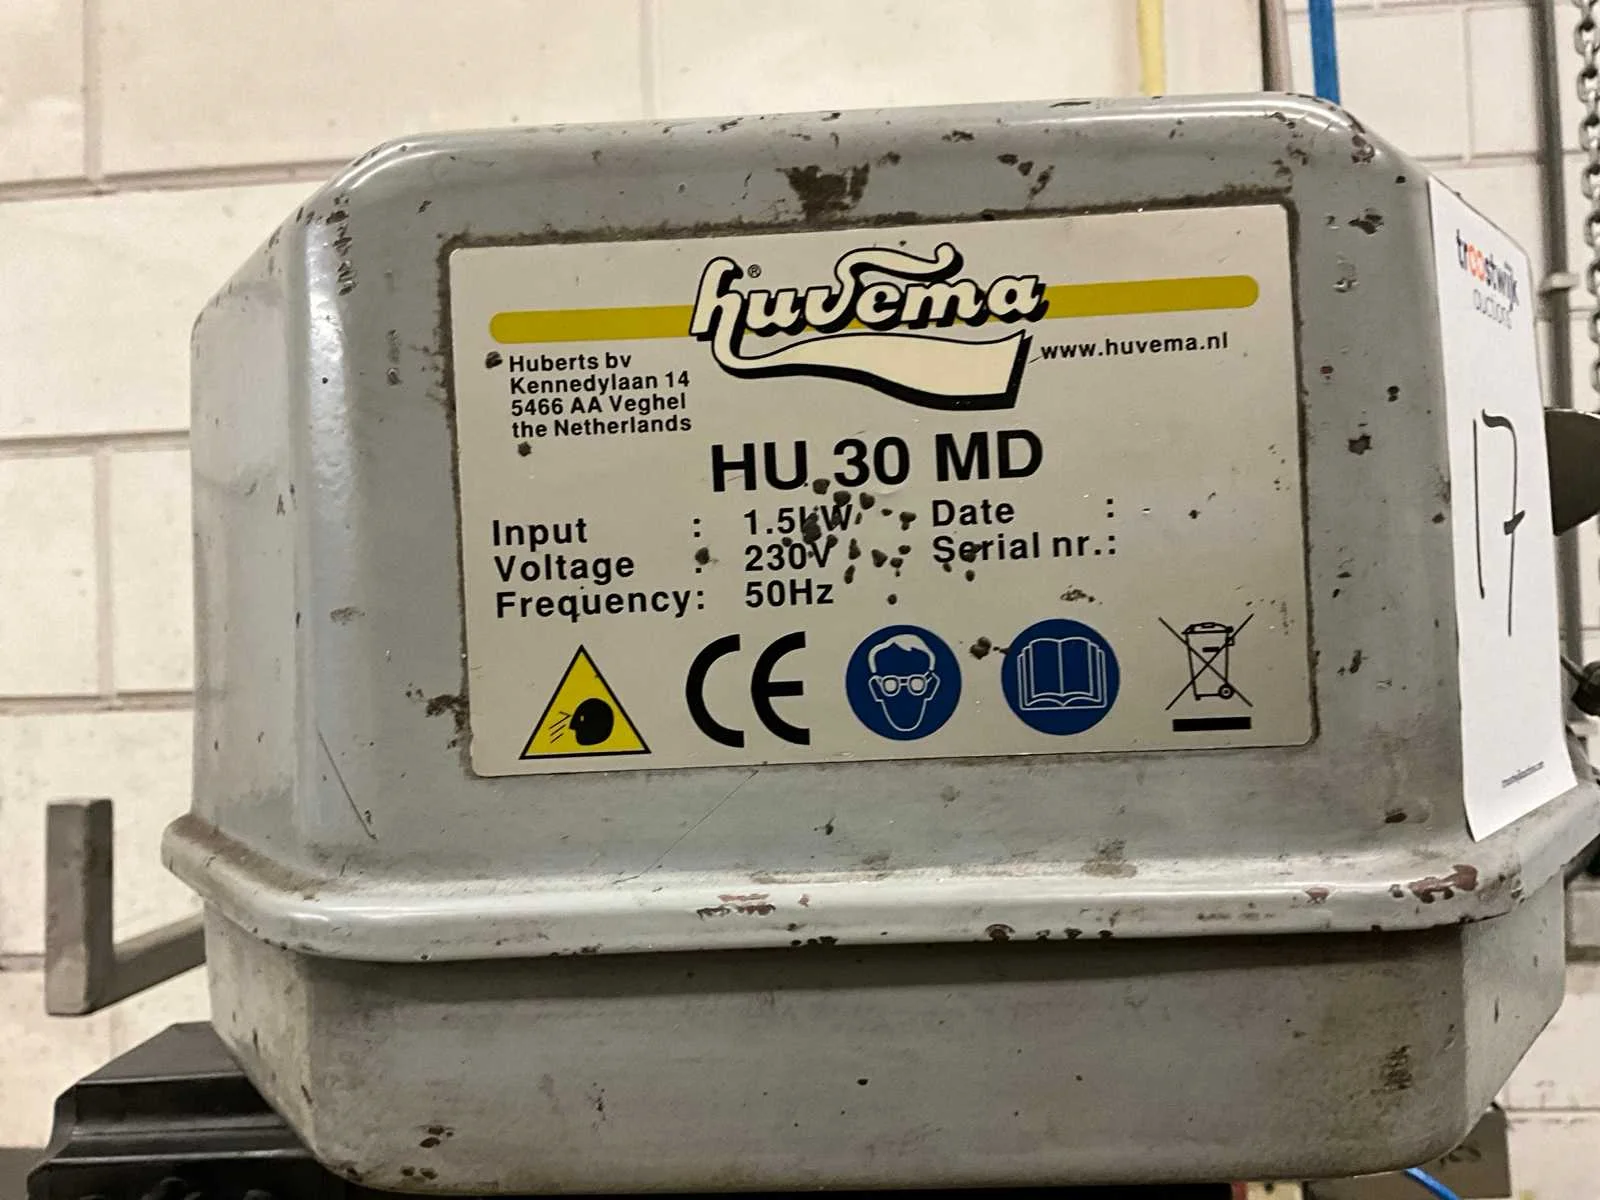 huvema®
www.huvema.nl
Huberts bv
Kennedylaan 14
5466 AA Veghel
the Netherlands
HU 30 MD
Input : 1.5kW
Voltage : 230V
Frequency : 50Hz
Date : -
Serial nr.:
CE
troostwijk
auctions
17